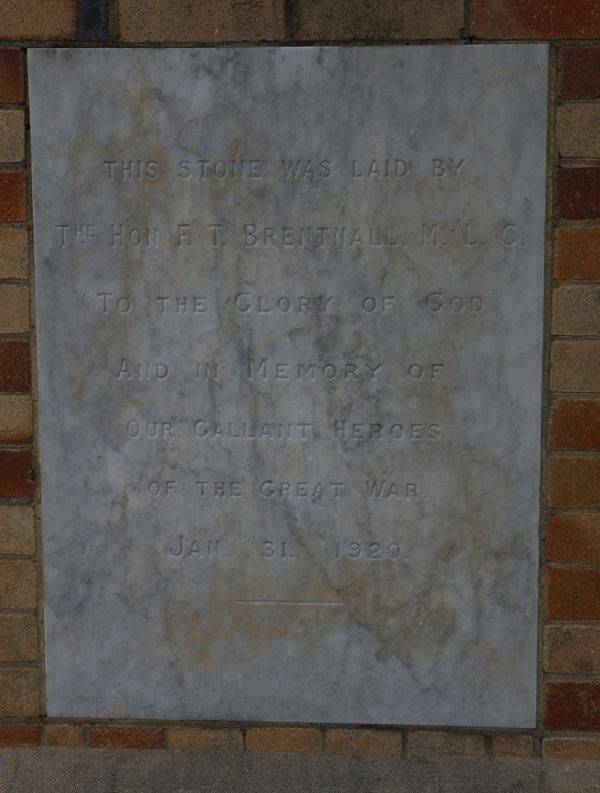 THIS STONE WAS LAID BY
THE HON F. T. BRENTNALL, M. L. C.
TO THE GLORY OF GOD
AND IN MEMORY OF
OUR GALLANT HEROES
OF THE GREAT WAR.
JAN. 31. 1920.